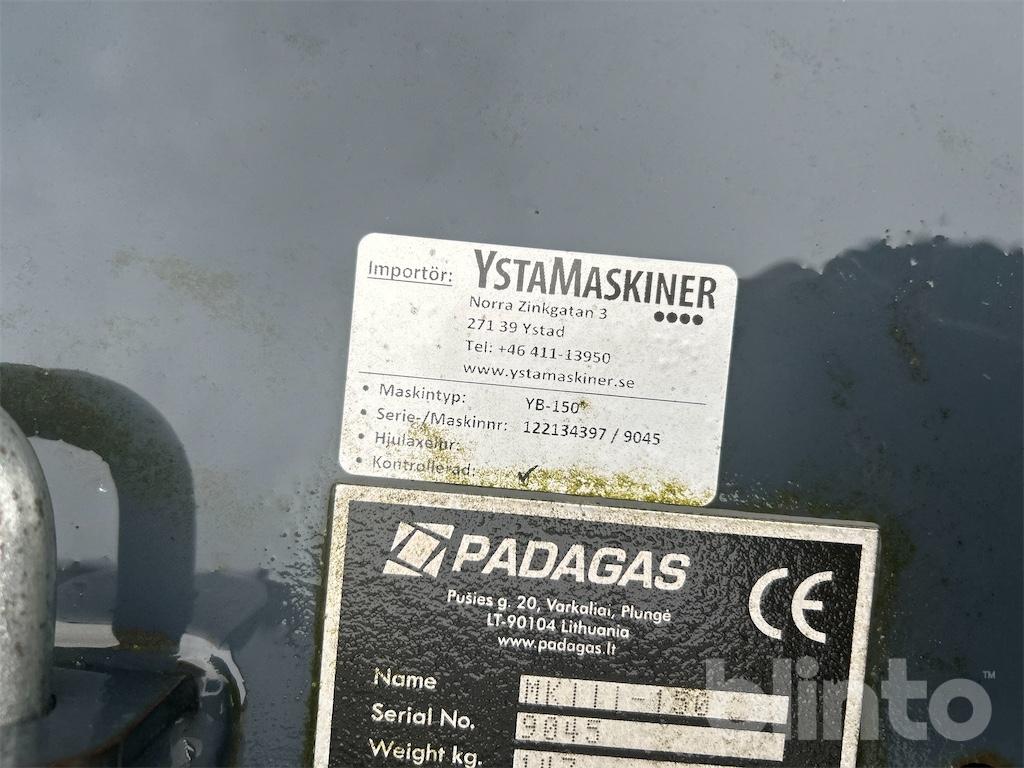 Importör: YSTAMASKINER
Norra Zinkgatan 3
271 39 Ystad
Tel: +46 411-13950
www.ystamaskiner.se
• Maskintyp: YB-150
• Serie-/Maskinnr: 122134397 / 9045
• Hjulaxelnr:
• Kontrollerad: ✓
PADAGAS
CE
Pušies g. 20, Varkaliai, Plungė
LT-90104 Lithuania
www.padagas.lt
Name
Serial No. 9045
Weight kg.
blinto™